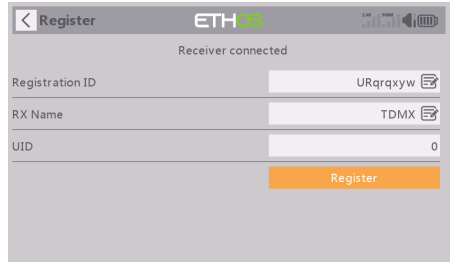 Register
ETHOS
Receiver connected
Registration ID
URqrqxyw
RX Name
TDMX
UID
0
Register